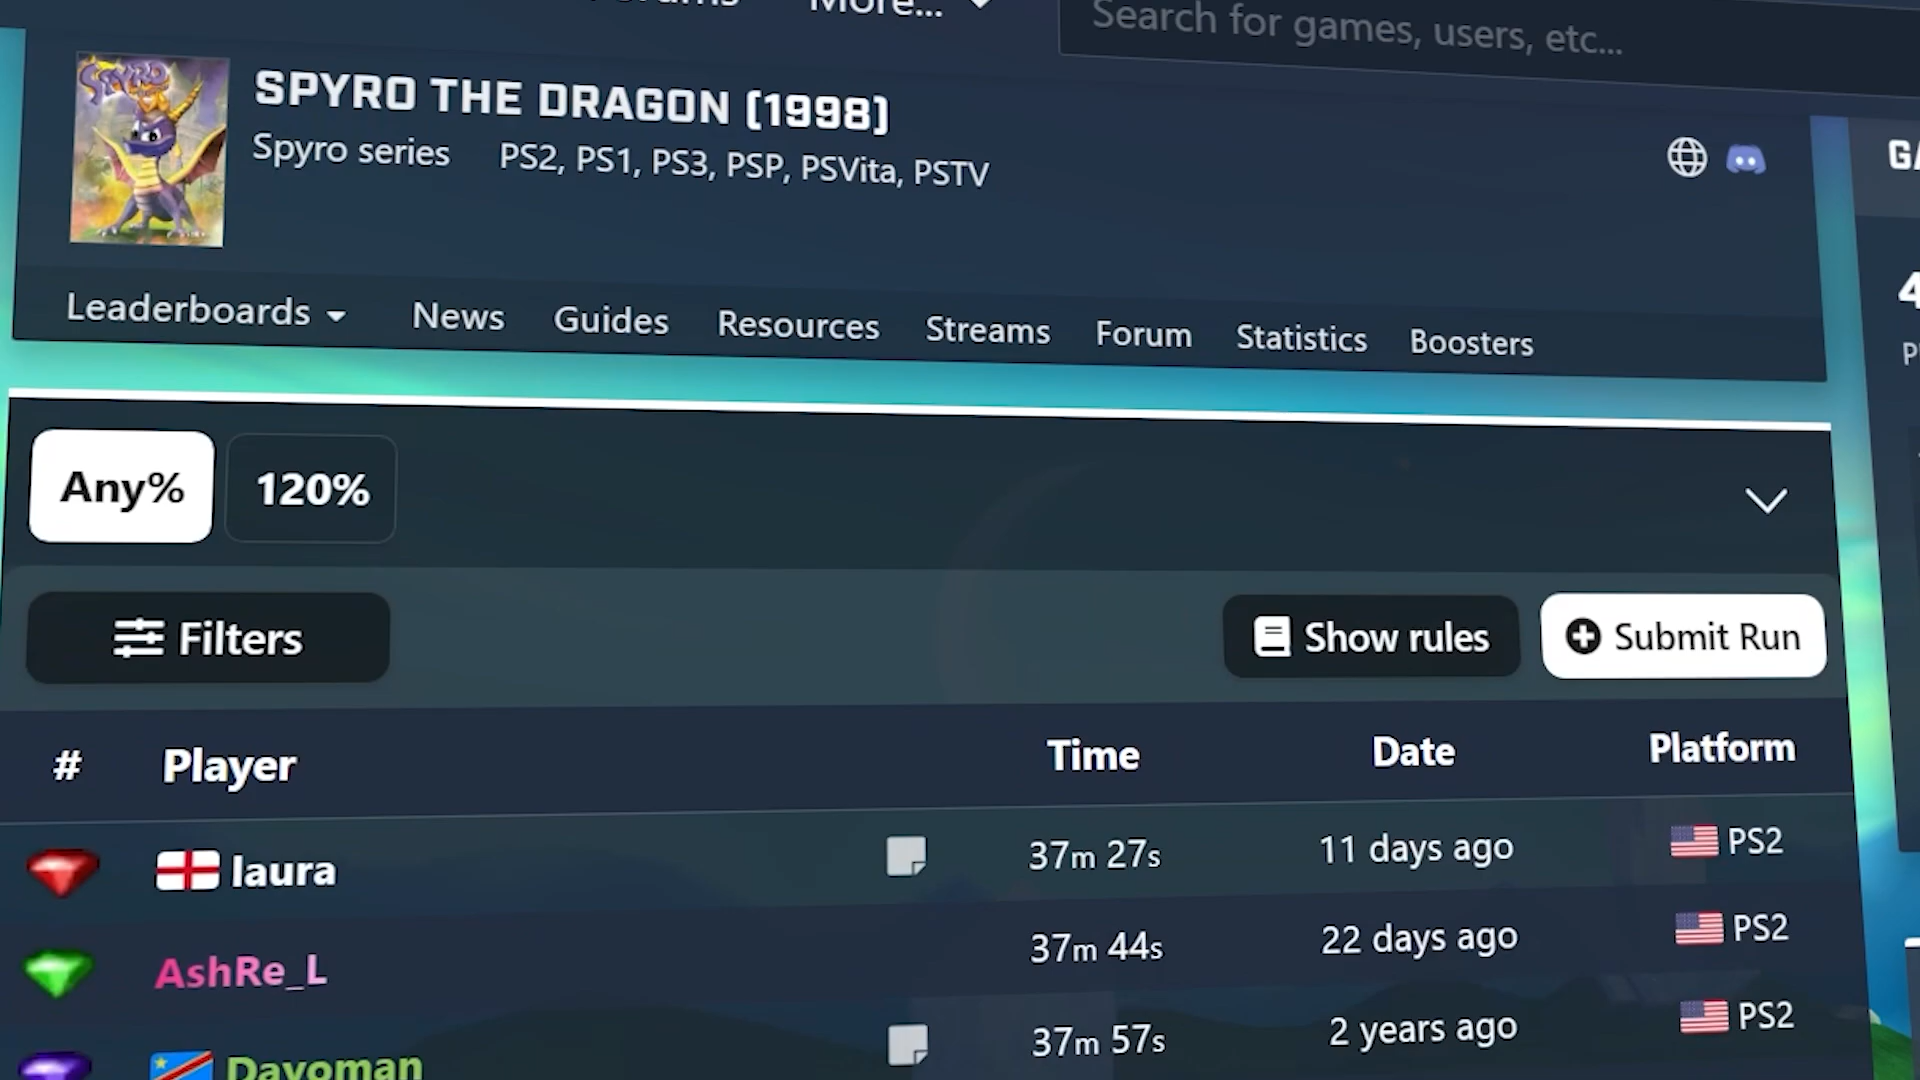 More...
Search for games, users, etc...
SPYRO
SPYRO THE DRAGON (1998)
Spyro series PS2, PS1, PS3, PSP, PSVita, PSTV
Leaderboards News Guides Resources Streams Forum Statistics Boosters
Any% 120%
Filters Show rules Submit Run
# Player Time Date Platform
laura 37m 27s 11 days ago PS2
AshRe_L 37m 44s 22 days ago PS2
Dayoman 37m 57s 2 years ago PS2